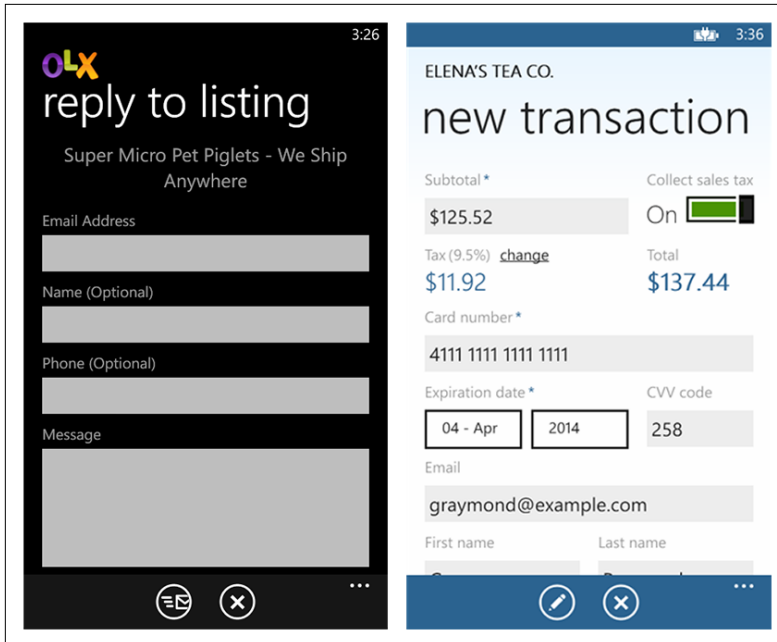 3:26
OLX
reply to listing
Super Micro Pet Piglets - We Ship
Anywhere
Email Address
Name (Optional)
Phone (Optional)
Message
3:36
ELENA'S TEA CO.
new transaction
Subtotal * Collect sales tax
$125.52 On
Tax (9.5%) change Total
$11.92 $137.44
Card number *
4111 1111 1111 1111
Expiration date * CVV code
04 - Apr 2014 258
Email
graymond@example.com
First name Last name